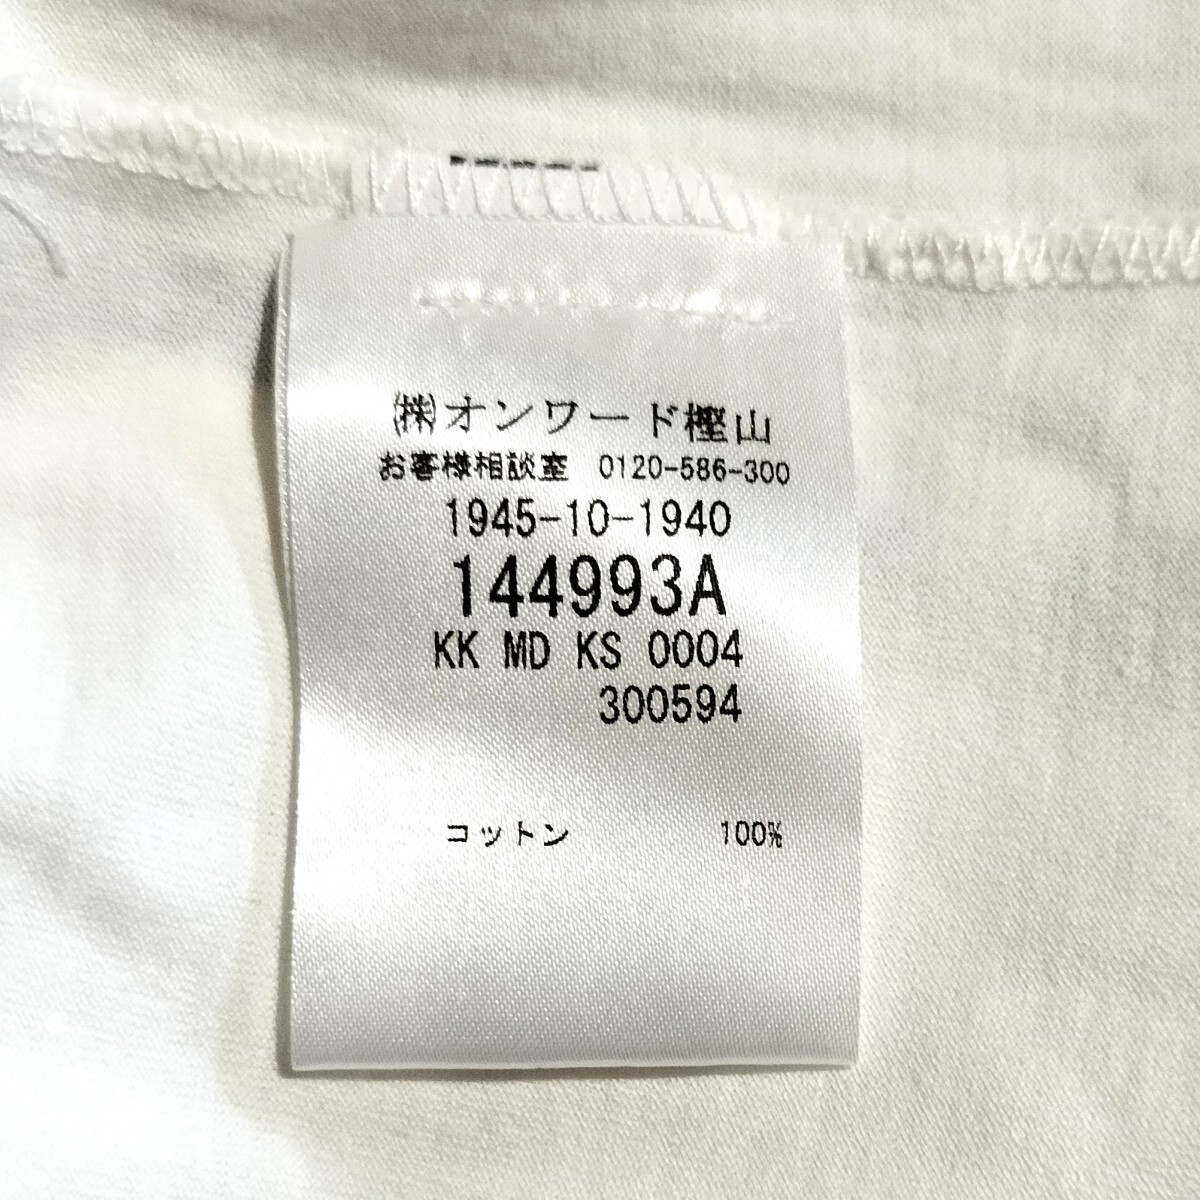 ㈱オンワード樫山
お客様相談室 0120-586-300
1945-10-1940
144993A
KK MD KS 0004
300594
コットン 100%